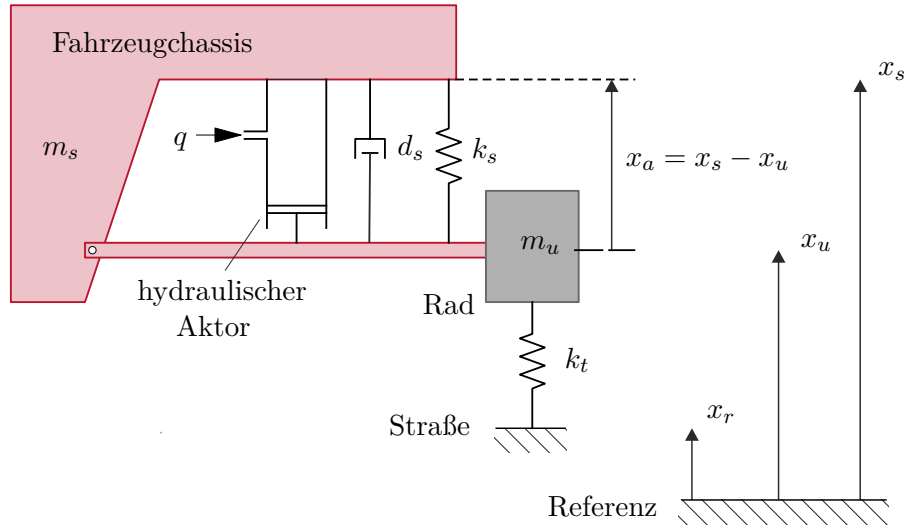 Fahrzeugchassis
x_s
m_s
q
d_s
k_s
x_a = x_s − x_u
m_u
x_u
hydraulischer
Aktor
Rad
k_t
x_r
Straße
Referenz